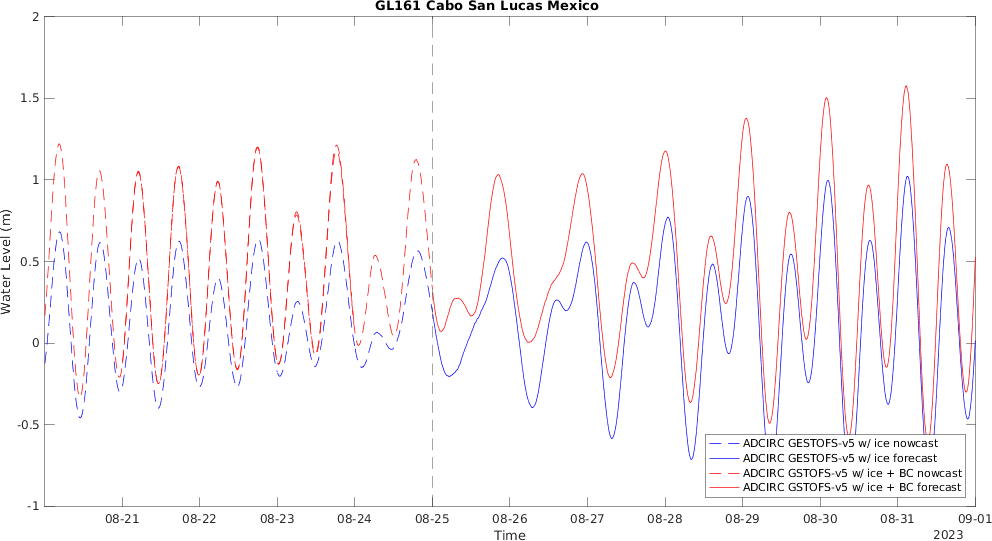 GL161 Cabo San Lucas Mexico
2
1.5
1
0.5
0
-0.5
-1
Water Level (m)
08-21 08-22 08-23 08-24 08-25 08-26 08-27 08-28 08-29 08-30 08-31 09-01
Time
2023
ADCIRC GESTOFS-v5 w/ ice nowcast
ADCIRC GESTOFS-v5 w/ ice forecast
ADCIRC GSTOFS-v5 w/ ice + BC nowcast
ADCIRC GSTOFS-v5 w/ ice + BC forecast